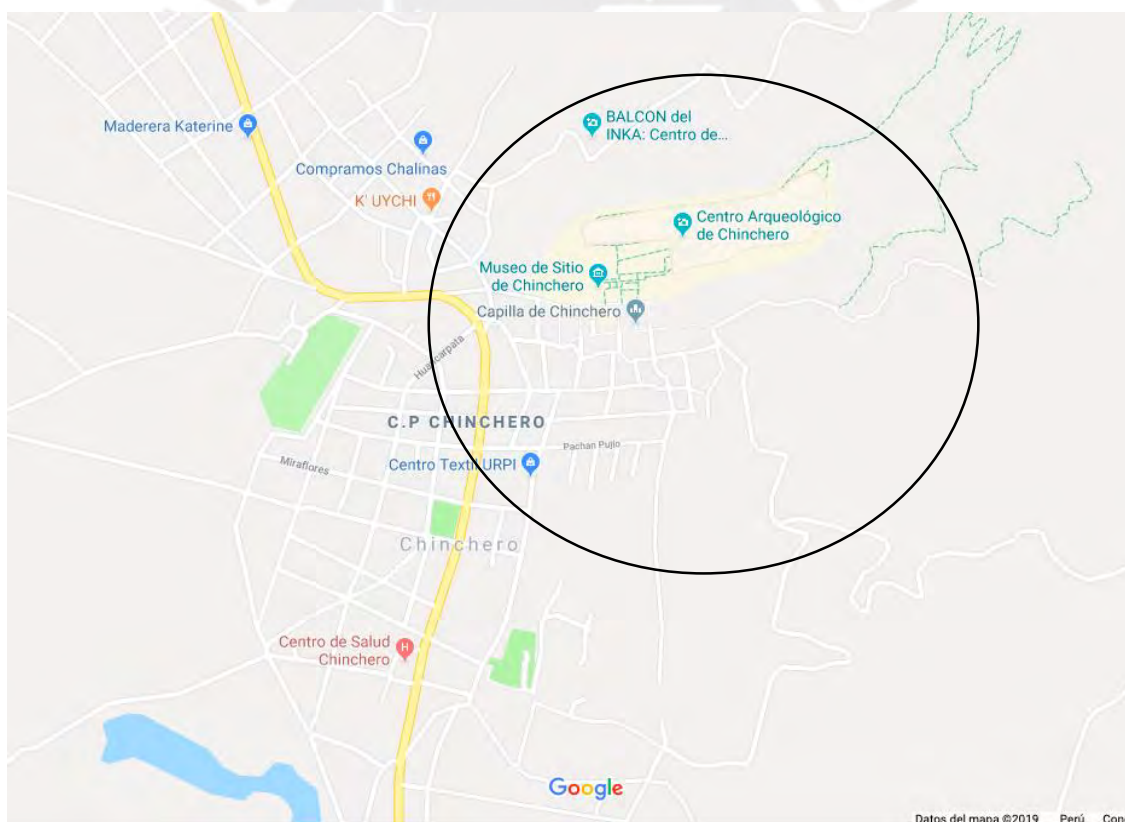 BALCON del
INKA: Centro de...
Maderera Katerine
Compramos Chalinas
K' UYCHI
Centro Arqueológico
de Chinchero
Museo de Sitio
de Chinchero
Capilla de Chinchero
Huascarpata
C.P CHINCHERO
Pachan Pujio
Centro Textil URPI
Miraflores
Chinchero
Centro de Salud
Chinchero
H
Google
Datos del mapa ©2019 Perú Con